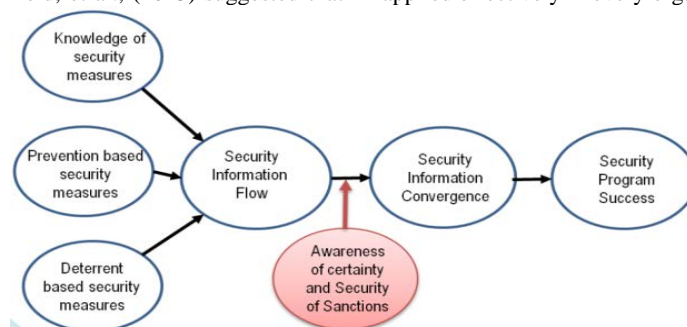 Knowledge of
security
measures
Prevention based
security
measures
Deterrent
based security
measures
Security
Information
Flow
Awareness
of certainty
and Security
of Sanctions
Security
Information
Convergence
Security
Program
Success